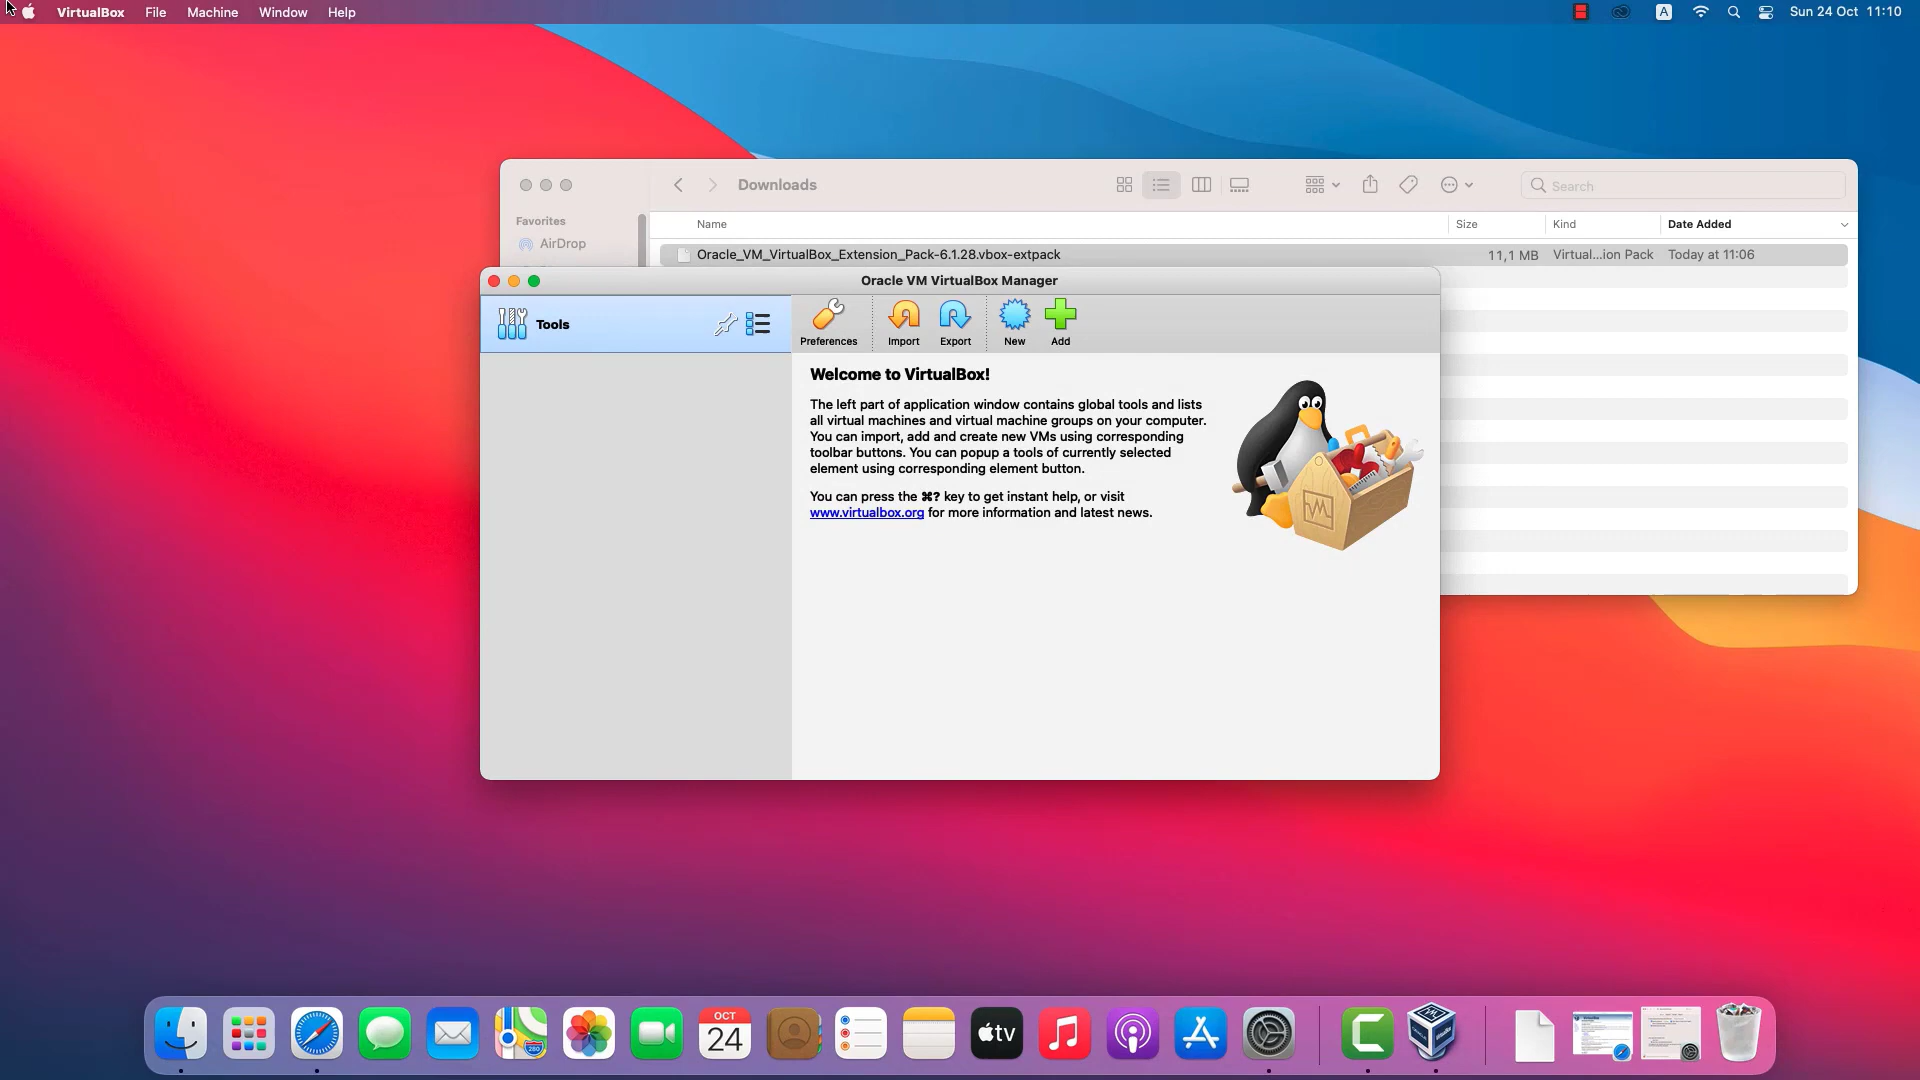 VirtualBox File Machine Window Help
A Sun 24 Oct 11:10
Downloads
Search
Favorites
AirDrop
Name Size Kind Date Added
Oracle_VM_VirtualBox_Extension_Pack-6.1.28.vbox-extpack 11,1 MB Virtual...ion Pack Today at 11:06
Oracle VM VirtualBox Manager
Tools
Preferences Import Export New Add
Welcome to VirtualBox!
The left part of application window contains global tools and lists
all virtual machines and virtual machine groups on your computer.
You can import, add and create new VMs using corresponding
toolbar buttons. You can popup a tools of currently selected
element using corresponding element button.
You can press the ⌘? key to get instant help, or visit
www.virtualbox.org for more information and latest news.
OCT
24
tv
280